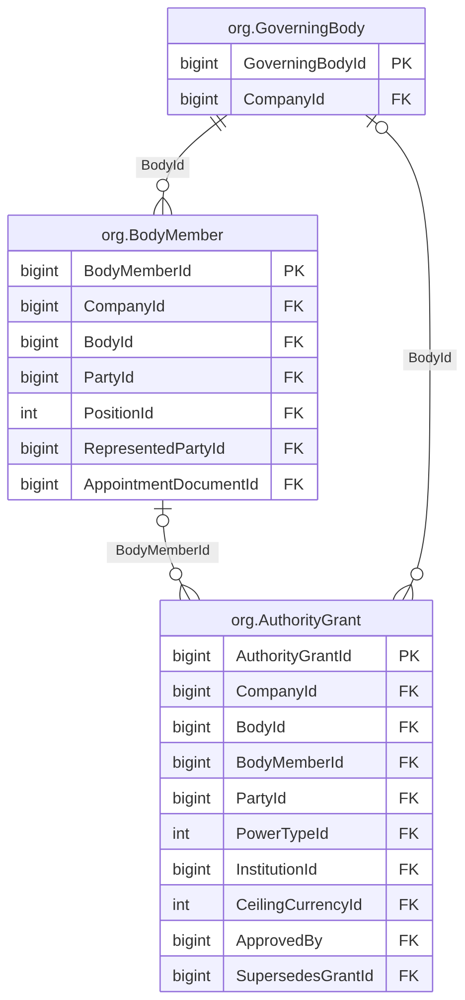 org.GoverningBody
bigint GoverningBodyId PK
bigint CompanyId FK
BodyId
org.BodyMember
bigint BodyMemberId PK
bigint CompanyId FK
bigint BodyId FK
bigint PartyId FK
int PositionId FK
bigint RepresentedPartyId FK
bigint AppointmentDocumentId FK
BodyId
BodyMemberId
org.AuthorityGrant
bigint AuthorityGrantId PK
bigint CompanyId FK
bigint BodyId FK
bigint BodyMemberId FK
bigint PartyId FK
int PowerTypeId FK
bigint InstitutionId FK
int CeilingCurrencyId FK
bigint ApprovedBy FK
bigint SupersedesGrantId FK